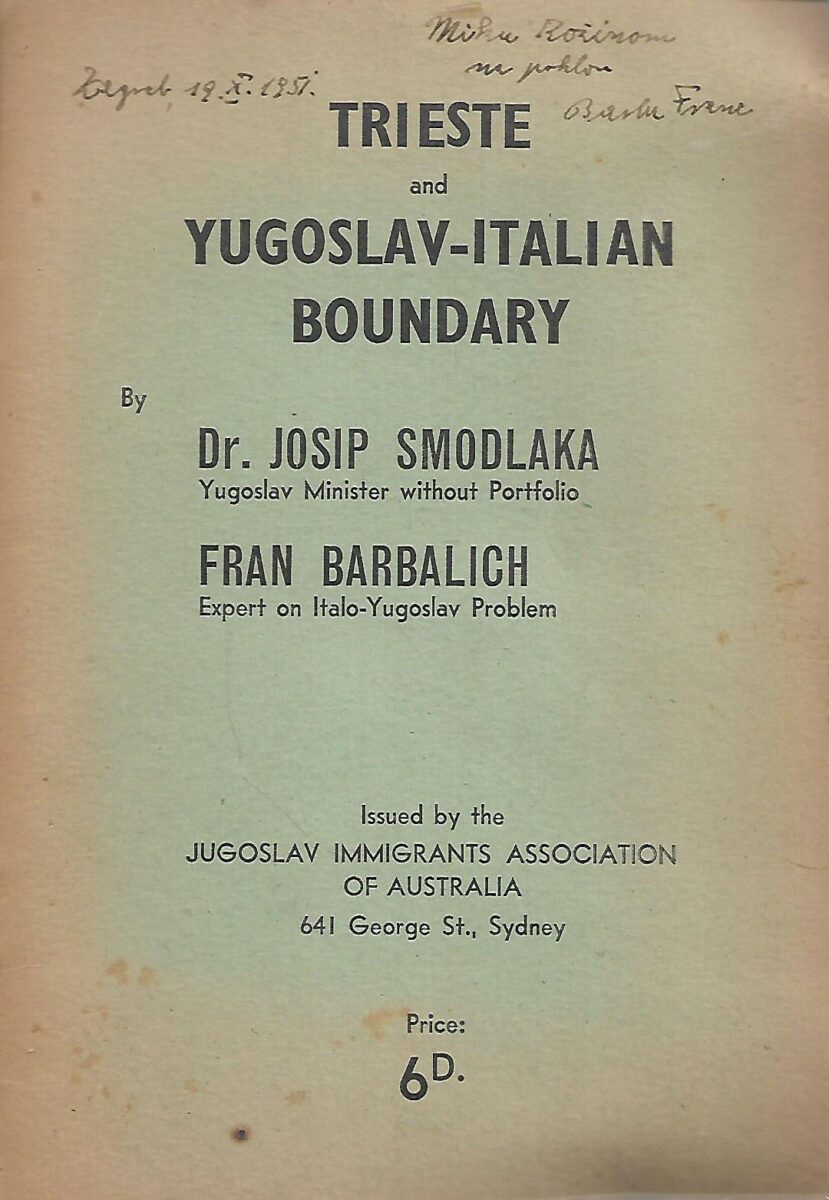 Zagreb, 19. X. 1951.
na poklon
Barba Frane
TRIESTE
and
YUGOSLAV-ITALIAN
BOUNDARY
By
Dr. JOSIP SMODLAKA
Yugoslav Minister without Portfolio
FRAN BARBALICH
Expert on Italo-Yugoslav Problem
Issued by the
JUGOSLAV IMMIGRANTS ASSOCIATION
OF AUSTRALIA
641 George St., Sydney
Price:
6D.